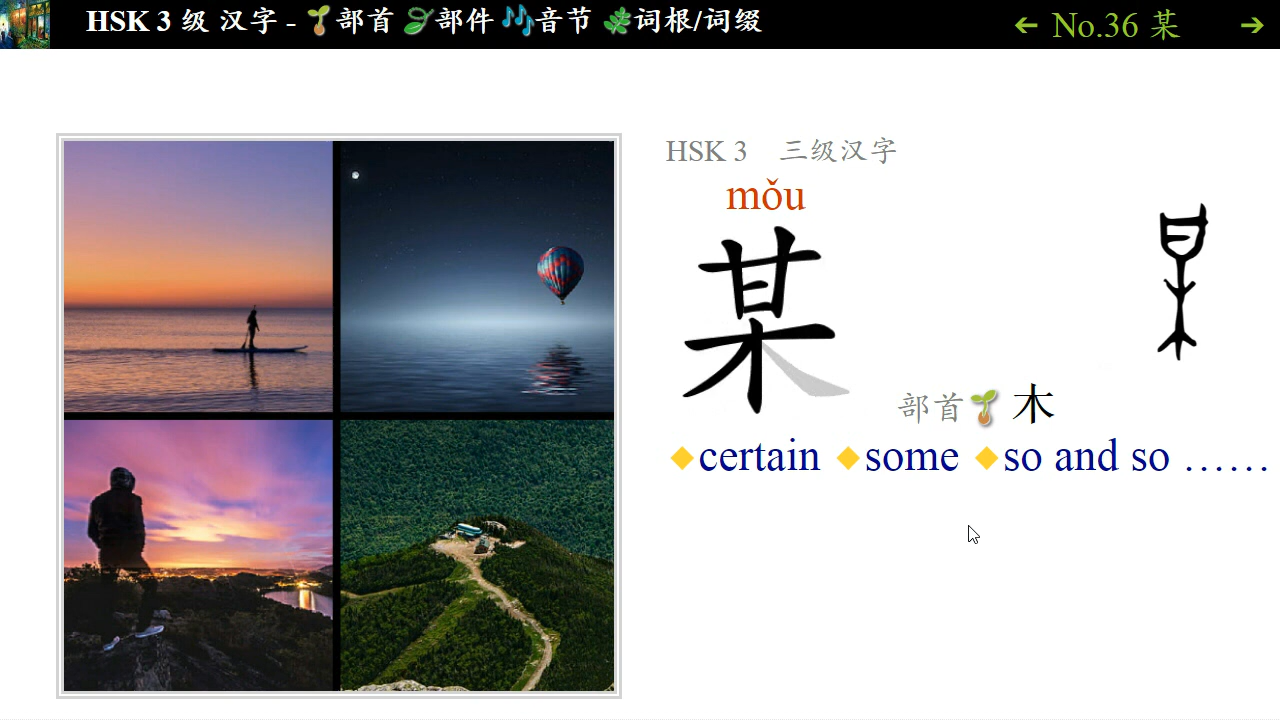 HSK 3 级 汉字 - 🌱部首 🍃部件 🎶音节 🌿词根/词缀
← No.36 某 →
HSK 3 三级汉字
mǒu
某
部首🌱 木
◆certain ◆some ◆so and so ……